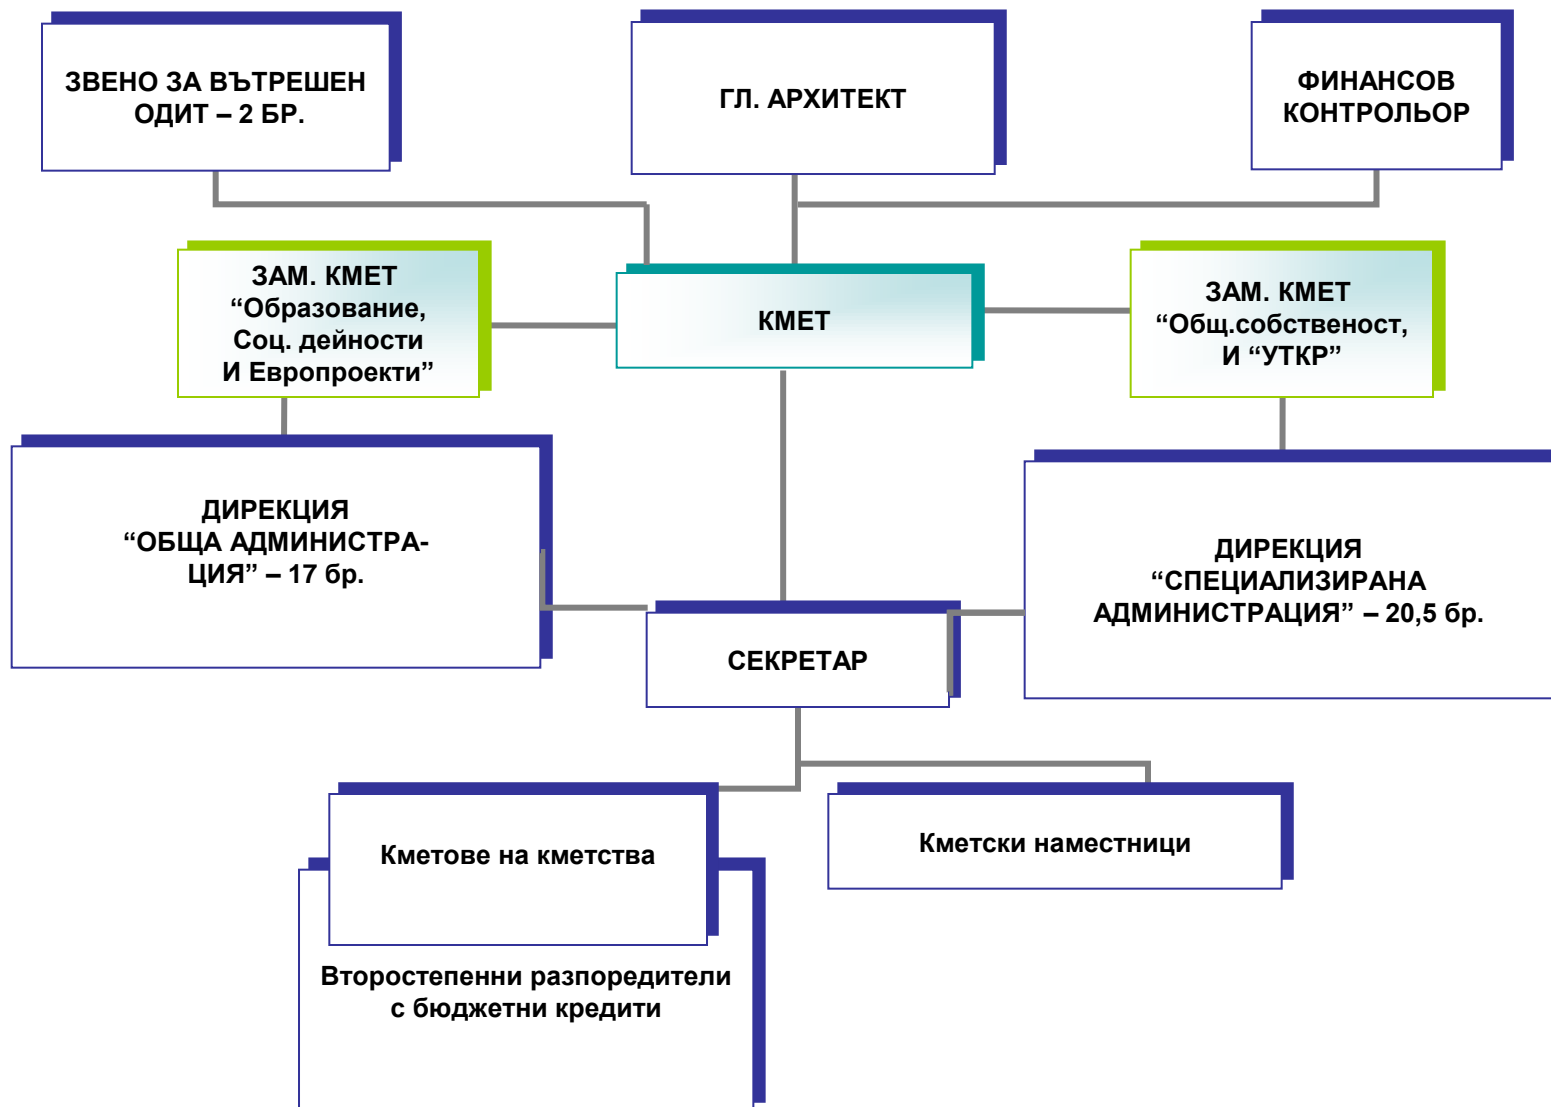 ЗВЕНО ЗА ВЪТРЕШЕН
ОДИТ – 2 БР.
ГЛ. АРХИТЕКТ
ФИНАНСОВ
КОНТРОЛЬОР
ЗАМ. КМЕТ
“Образование,
Соц. дейности
И Европроекти”
КМЕТ
ЗАМ. КМЕТ
“Общ.собственост,
И “УТКР”
ДИРЕКЦИЯ
“ОБЩА АДМИНИСТРА-
ЦИЯ” – 17 бр.
ДИРЕКЦИЯ
“СПЕЦИАЛИЗИРАНА
АДМИНИСТРАЦИЯ” – 20,5 бр.
СЕКРЕТАР
Кметове на кметства
Кметски наместници
Второстепенни разпоредители
с бюджетни кредити